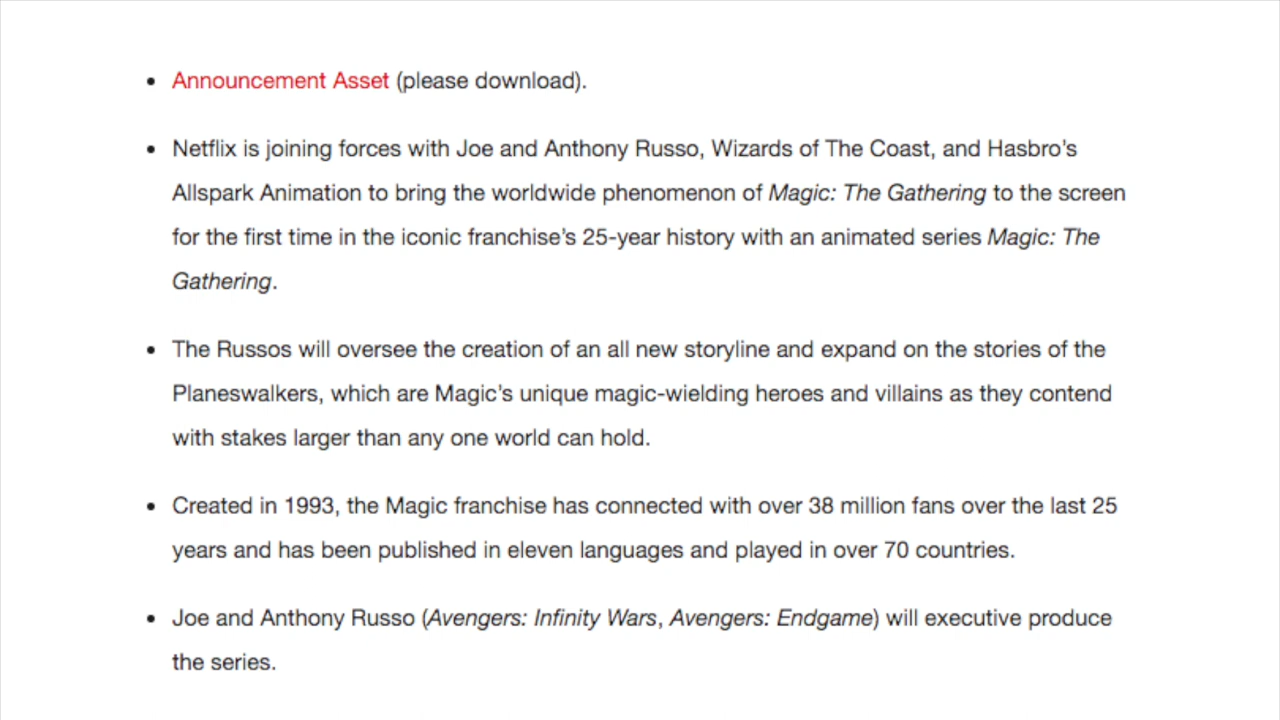 • Announcement Asset (please download).
• Netflix is joining forces with Joe and Anthony Russo, Wizards of The Coast, and Hasbro’s
Allspark Animation to bring the worldwide phenomenon of Magic: The Gathering to the screen
for the first time in the iconic franchise’s 25-year history with an animated series Magic: The
Gathering.
• The Russos will oversee the creation of an all new storyline and expand on the stories of the
Planeswalkers, which are Magic’s unique magic-wielding heroes and villains as they contend
with stakes larger than any one world can hold.
• Created in 1993, the Magic franchise has connected with over 38 million fans over the last 25
years and has been published in eleven languages and played in over 70 countries.
• Joe and Anthony Russo (Avengers: Infinity Wars, Avengers: Endgame) will executive produce
the series.